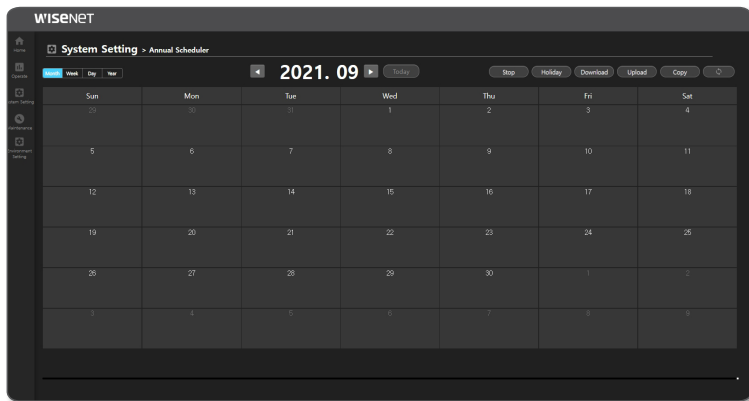 WISENET
Home
System Setting > Annual Scheduler
Operate
Month Week Day Year
◄ 2021. 09 ► Today
Stop Holiday Download Upload Copy
System Setting
Sun Mon Tue Wed Thu Fri Sat
29 30 31 1 2 3 4
Maintenance
Environment
Setting
5 6 7 8 9 10 11
12 13 14 15 16 17 18
19 20 21 22 23 24 25
26 27 28 29 30 1 2
3 4 5 6 7 8 9